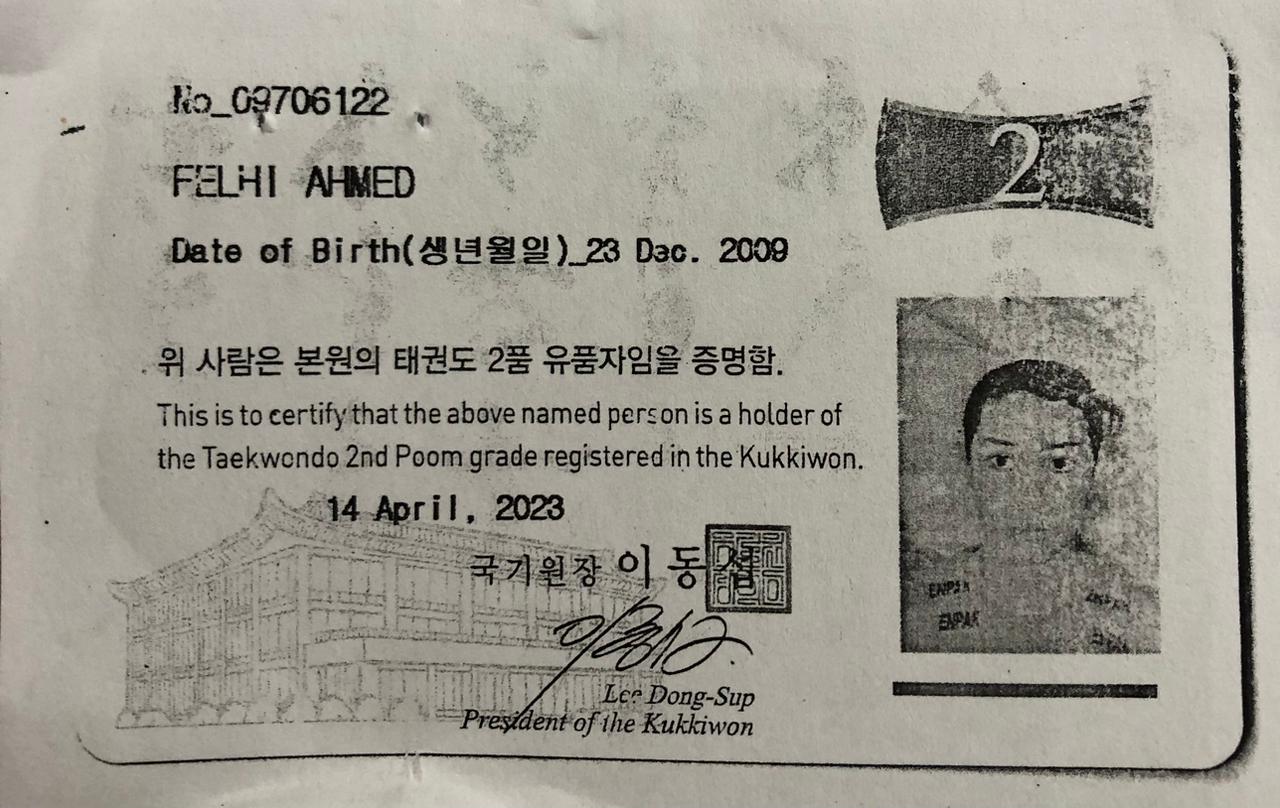 No_09706122
FELHI AHMED
Date of Birth(생년월일)_23 Dec. 2009
2
위 사람은 본원의 태권도 2품 유품자임을 증명함.
This is to certify that the above named person is a holder of
the Taekwondo 2nd Poom grade registered in the Kukkiwon.
14 April, 2023
국기원장 이동섭
Lee Dong-Sup
President of the Kukkiwon